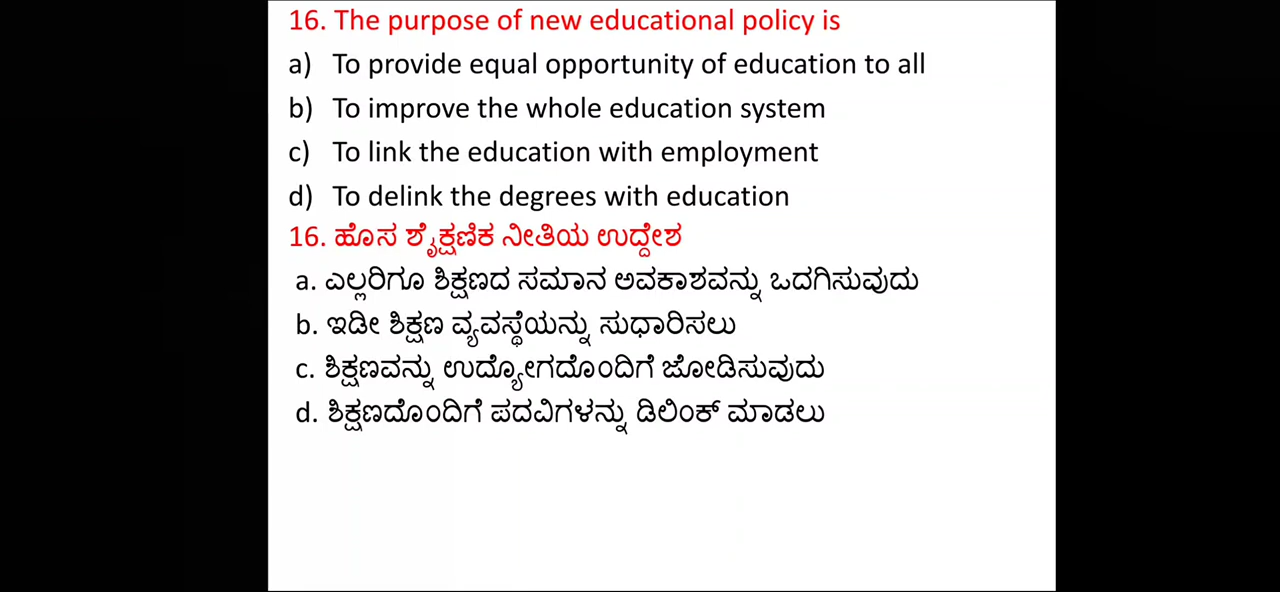 16. The purpose of new educational policy is
a) To provide equal opportunity of education to all
b) To improve the whole education system
c) To link the education with employment
d) To delink the degrees with education
16. ಹೊಸ ಶೈಕ್ಷಣಿಕ ನೀತಿಯ ಉದ್ದೇಶ
a. ಎಲ್ಲರಿಗೂ ಶಿಕ್ಷಣದ ಸಮಾನ ಅವಕಾಶವನ್ನು ಒದಗಿಸುವುದು
b. ಇಡೀ ಶಿಕ್ಷಣ ವ್ಯವಸ್ಥೆಯನ್ನು ಸುಧಾರಿಸಲು
c. ಶಿಕ್ಷಣವನ್ನು ಉದ್ಯೋಗದೊಂದಿಗೆ ಜೋಡಿಸುವುದು
d. ಶಿಕ್ಷಣದೊಂದಿಗೆ ಪದವಿಗಳನ್ನು ಡಿಲಿಂಕ್ ಮಾಡಲು